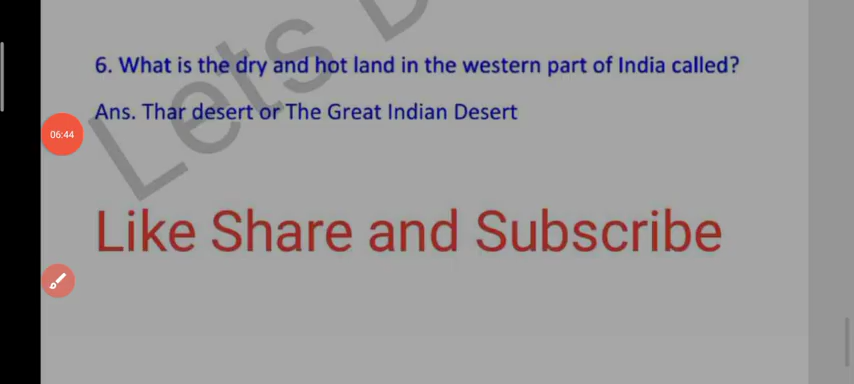 Lets D
6. What is the dry and hot land in the western part of India called?
Ans. Thar desert or The Great Indian Desert
06:44
Like Share and Subscribe